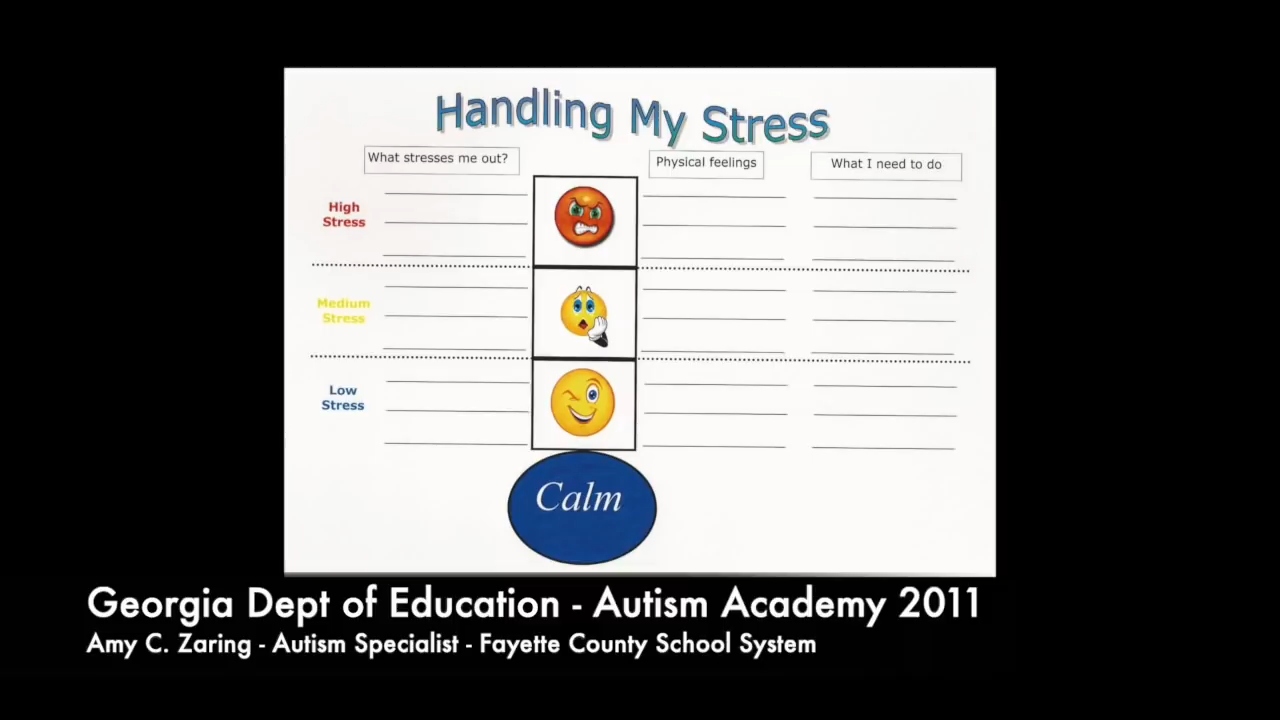 Handling My Stress
What stresses me out?
Physical feelings
What I need to do
High
Stress
Medium
Stress
Low
Stress
Calm
Georgia Dept of Education - Autism Academy 2011
Amy C. Zaring - Autism Specialist - Fayette County School System